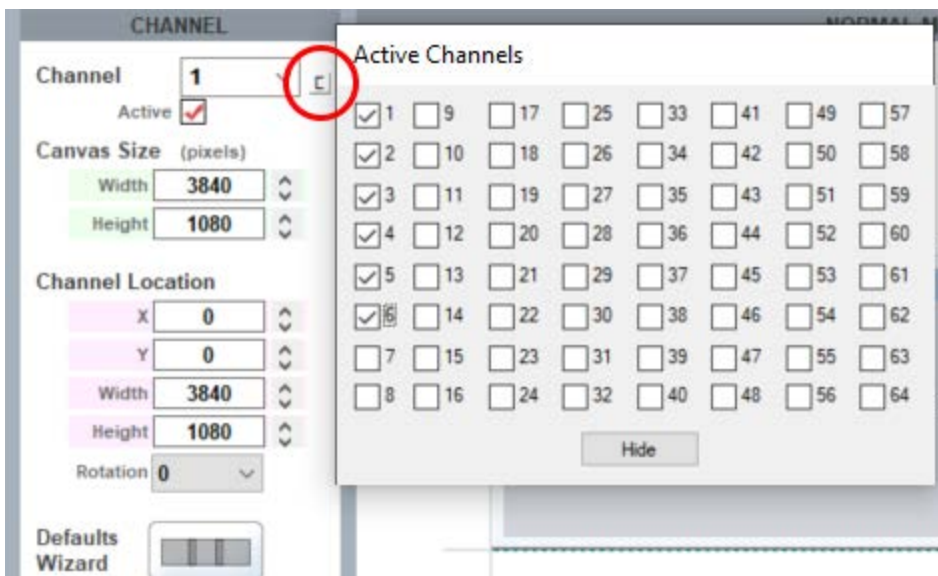 CHANNEL
Channel 1
Active
Canvas Size (pixels)
Width 3840
Height 1080
Channel Location
X 0
Y 0
Width 3840
Height 1080
Rotation 0
Defaults
Wizard
Active Channels
1 9 17 25 33 41 49 57
2 10 18 26 34 42 50 58
3 11 19 27 35 43 51 59
4 12 20 28 36 44 52 60
5 13 21 29 37 45 53 61
6 14 22 30 38 46 54 62
7 15 23 31 39 47 55 63
8 16 24 32 40 48 56 64
Hide